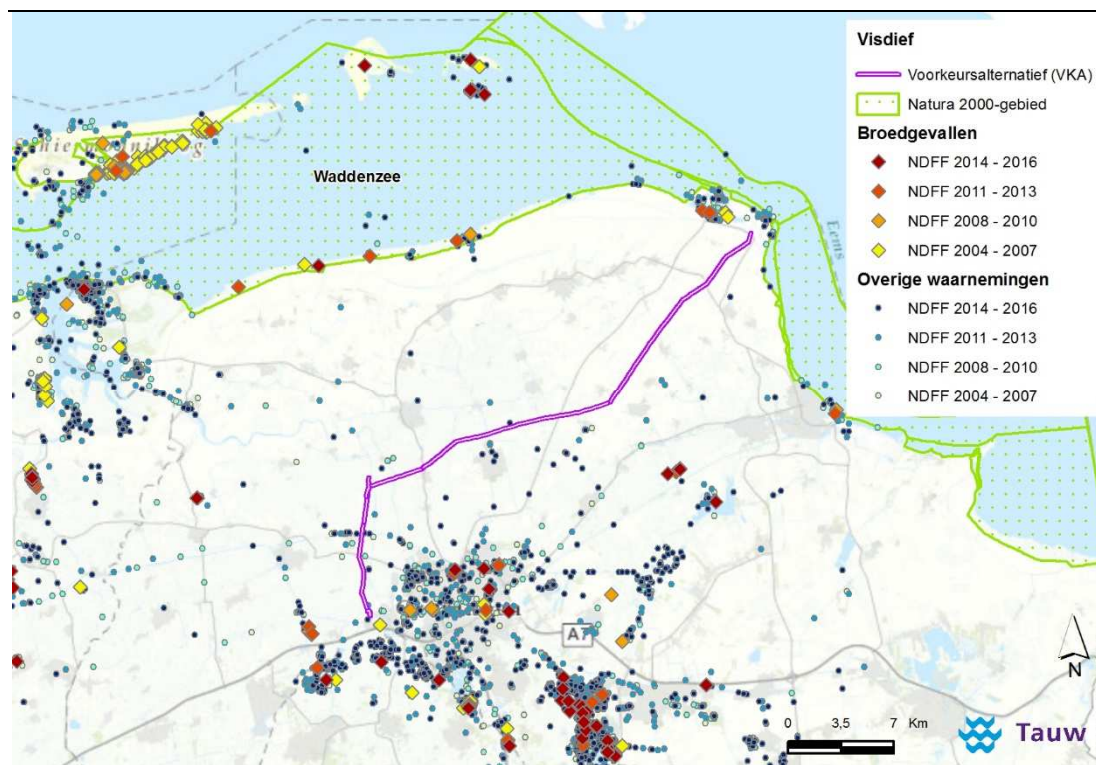 Visdief
Voorkeursalternatief (VKA)
Natura 2000-gebied
Broedgevallen
NDFF 2014 - 2016
NDFF 2011 - 2013
NDFF 2008 - 2010
NDFF 2004 - 2007
Overige waarnemingen
NDFF 2014 - 2016
NDFF 2011 - 2013
NDFF 2008 - 2010
NDFF 2004 - 2007
Waddenzee
Eems
A7
N
0 3,5 7 Km
Tauw